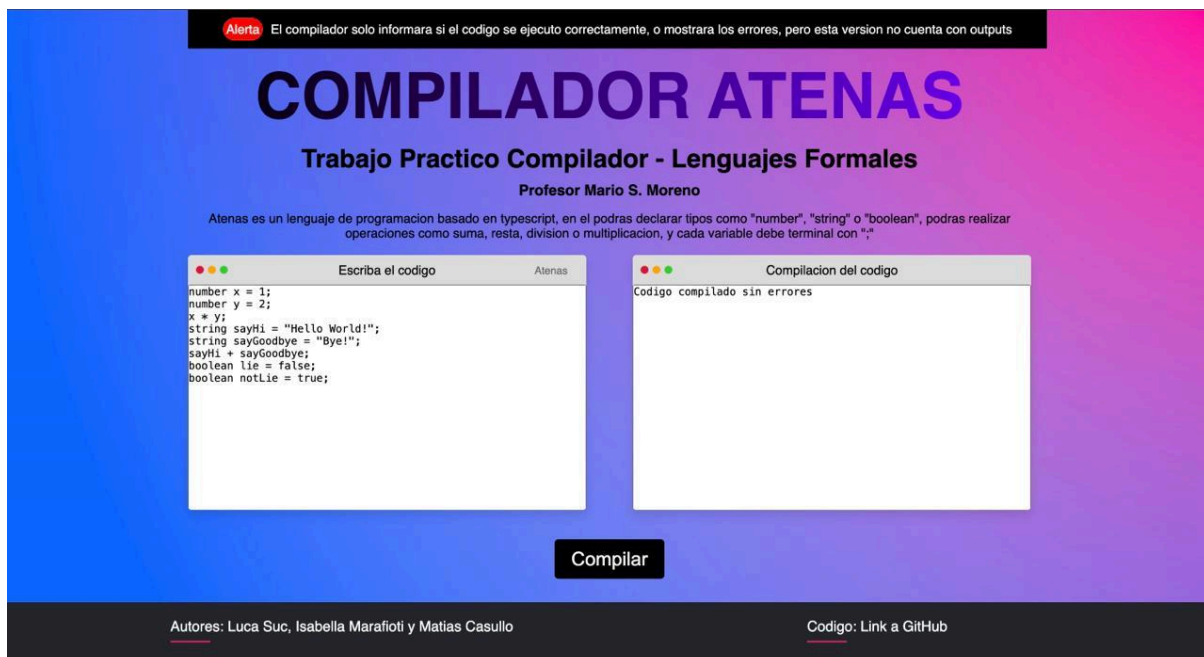 Alerta El compilador solo informara si el codigo se ejecuto correctamente, o mostrara los errores, pero esta version no cuenta con outputs
COMPILADOR ATENAS
Trabajo Practico Compilador - Lenguajes Formales
Profesor Mario S. Moreno
Atenas es un lenguaje de programacion basado en typescript, en el podras declarar tipos como "number", "string" o "boolean", podras realizar
operaciones como suma, resta, division o multiplicacion, y cada variable debe terminal con ";"
Escriba el codigo Atenas
number x = 1;
number y = 2;
x * y;
string sayHi = "Hello World!";
string sayGoodbye = "Bye!";
sayHi + sayGoodbye;
boolean lie = false;
boolean notLie = true;
Compilacion del codigo
Codigo compilado sin errores
Compilar
Autores: Luca Suc, Isabella Marafioti y Matias Casullo
Codigo: Link a GitHub